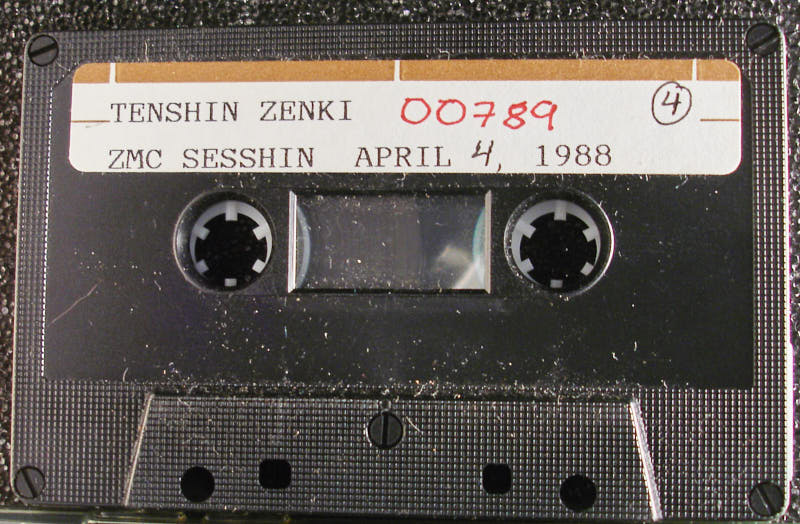 TENSHIN ZENKI 00789 4
ZMC SESSHIN APRIL 4, 1988